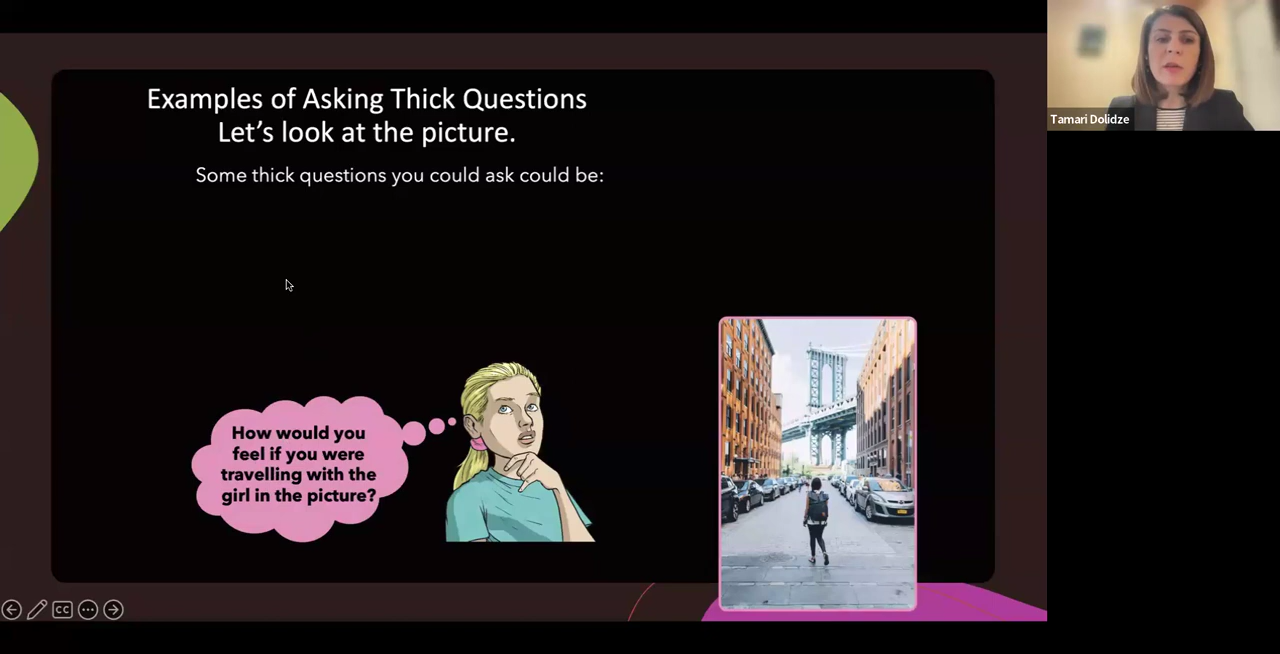 Examples of Asking Thick Questions
Let's look at the picture.
Some thick questions you could ask could be:
How would you
feel if you were
travelling with the
girl in the picture?
Tamari Dolidze
CC